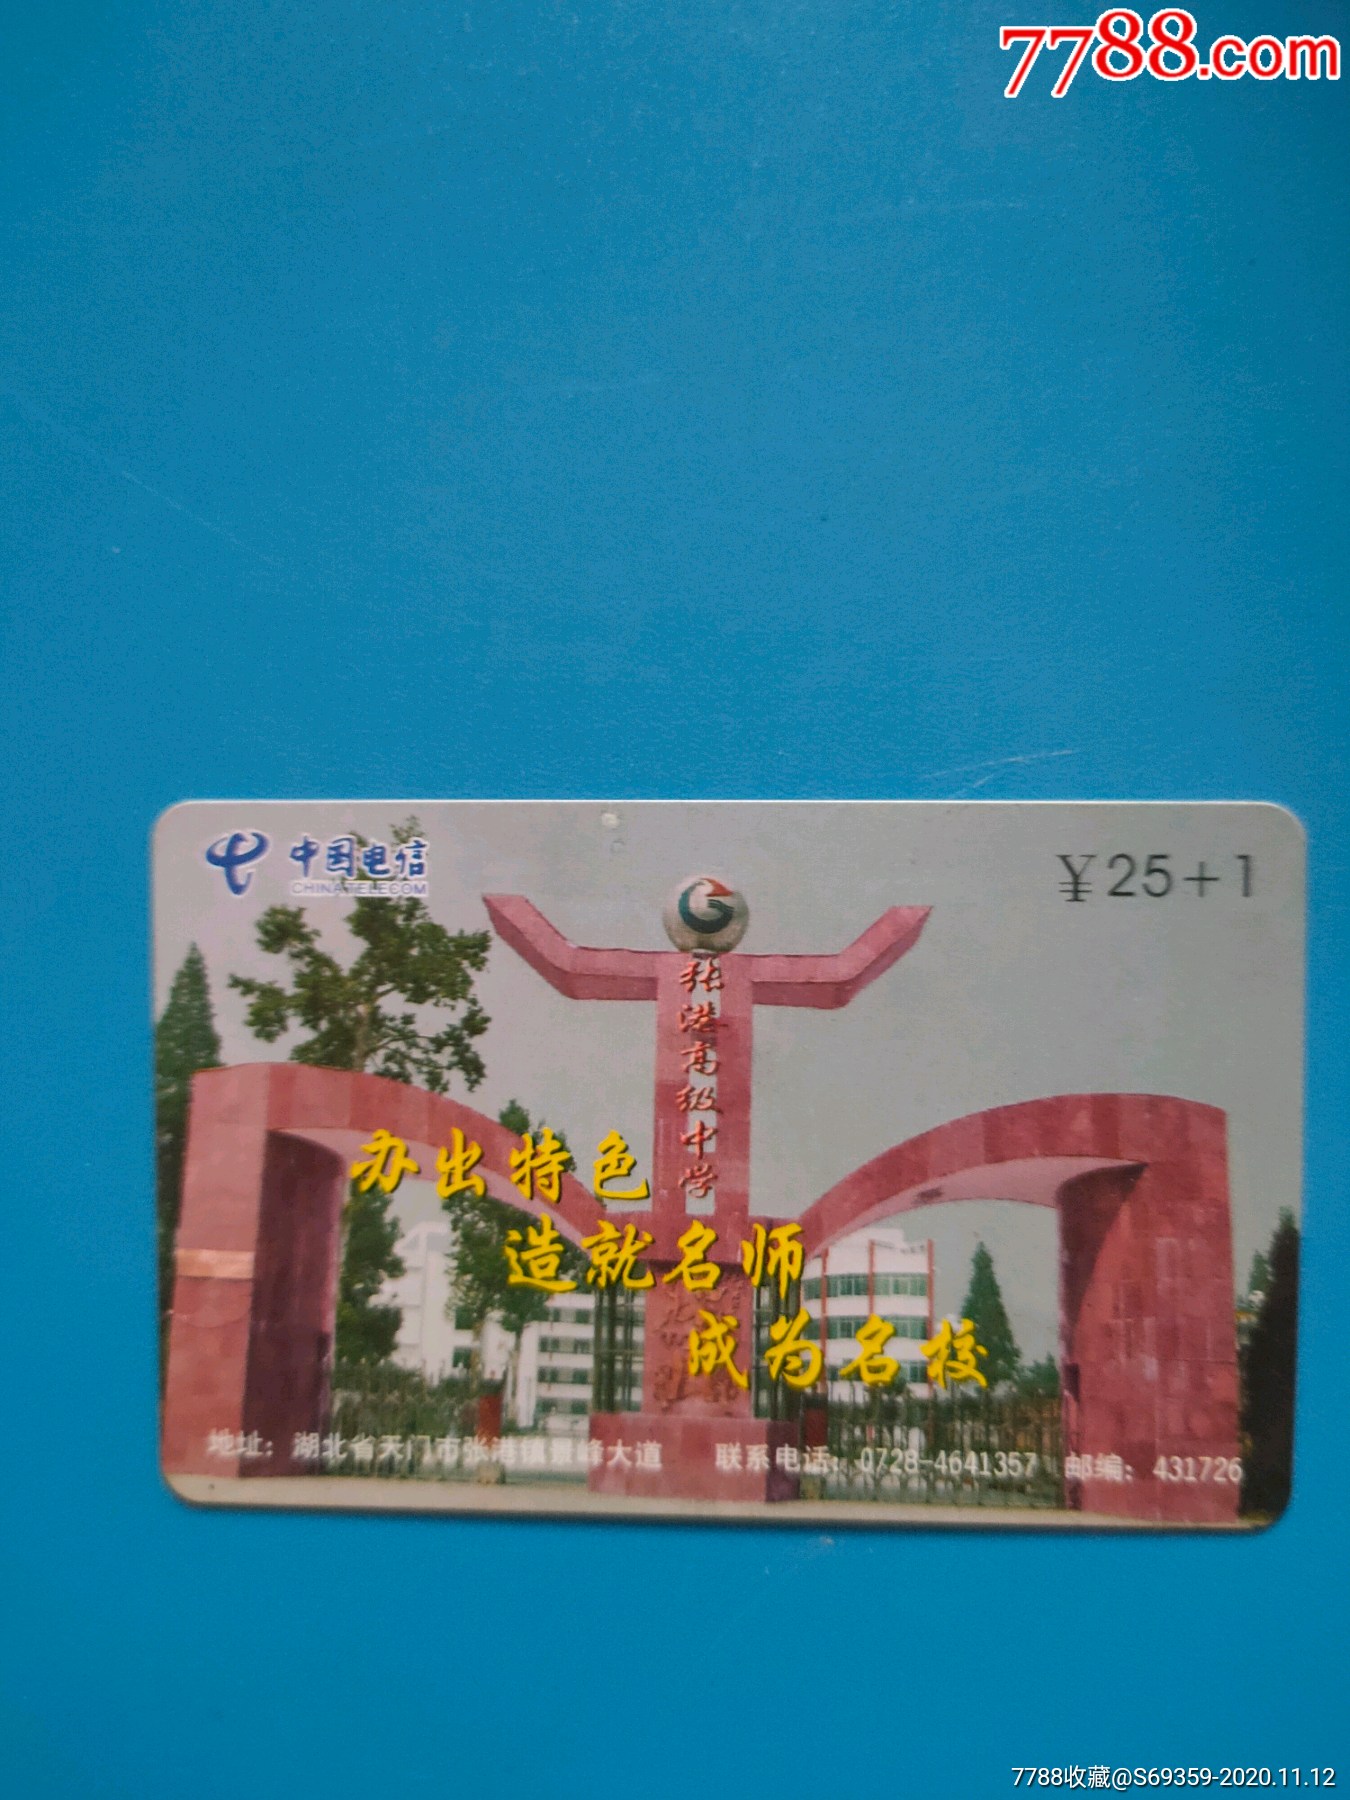 7788.com
中国电信
CHINA TELECOM
¥25+1
张港高级中学
办出特色
造就名师
成为名校
地址：湖北省天门市张港镇景峰大道 联系电话：0728-4641357 邮编：431726
7788收藏@S69359-2020.11.12